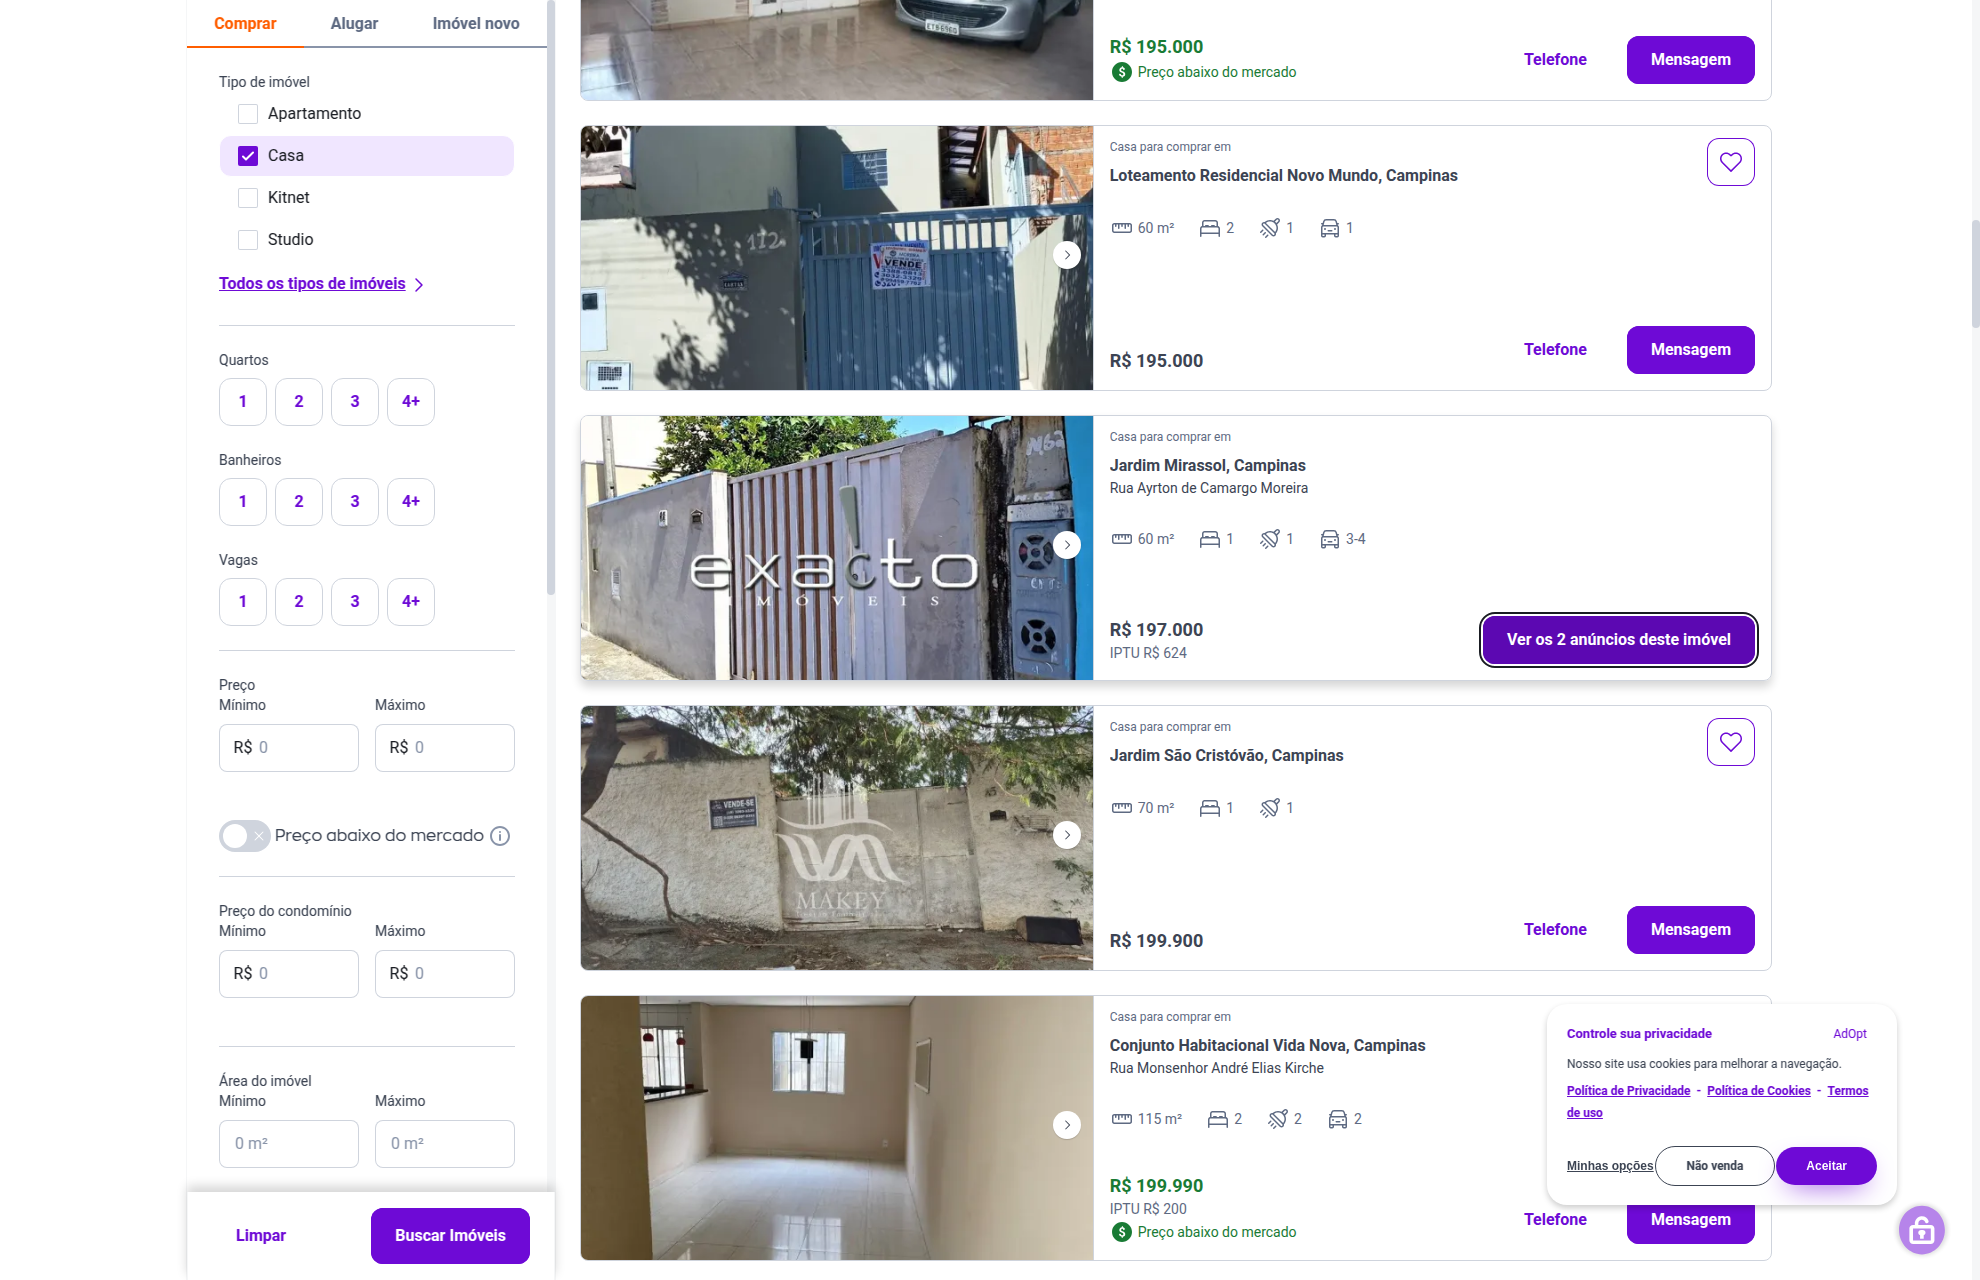 Comprar
Alugar
Imóvel novo
Tipo de imóvel
Apartamento
Casa
Kitnet
Studio
Todos os tipos de imóveis
Quartos
1
2
3
4+
Banheiros
1
2
3
4+
Vagas
1
2
3
4+
Preço
Mínimo
Máximo
R$ 0
R$ 0
Preço abaixo do mercado
Preço do condomínio
Mínimo
Máximo
R$ 0
R$ 0
Área do imóvel
Mínimo
Máximo
0 m²
0 m²
Limpar
Buscar Imóveis
R$ 195.000
Preço abaixo do mercado
Telefone
Mensagem
112
VENDE
Casa para comprar em
Loteamento Residencial Novo Mundo, Campinas
60 m²
2
1
1
R$ 195.000
Telefone
Mensagem
exacto
IMÓVEIS
Casa para comprar em
Jardim Mirassol, Campinas
Rua Ayrton de Camargo Moreira
60 m²
1
1
3-4
R$ 197.000
IPTU R$ 624
Ver os 2 anúncios deste imóvel
VENDE-SE
MAKEY
Casa para comprar em
Jardim São Cristóvão, Campinas
70 m²
1
1
R$ 199.900
Telefone
Mensagem
Casa para comprar em
Conjunto Habitacional Vida Nova, Campinas
Rua Monsenhor André Elias Kirche
115 m²
2
2
2
R$ 199.990
IPTU R$ 200
Preço abaixo do mercado
Telefone
Mensagem
Controle sua privacidade
AdOpt
Nosso site usa cookies para melhorar a navegação.
Política de Privacidade - Política de Cookies - Termos
de uso
Minhas opções
Não venda
Aceitar